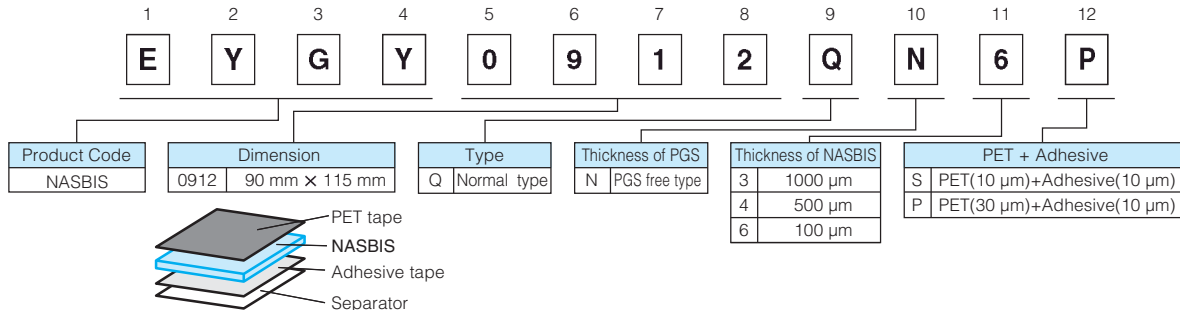 1 2 3 4 5 6 7 8 9 10 11 12
E Y G Y 0 9 1 2 Q N 6 P
Product Code
NASBIS
Dimension
0912 90 mm × 115 mm
Type
Q Normal type
Thickness of PGS
N PGS free type
Thickness of NASBIS
3 1000 µm
4 500 µm
6 100 µm
PET + Adhesive
S PET(10 µm)+Adhesive(10 µm)
P PET(30 µm)+Adhesive(10 µm)
PET tape
NASBIS
Adhesive tape
Separator